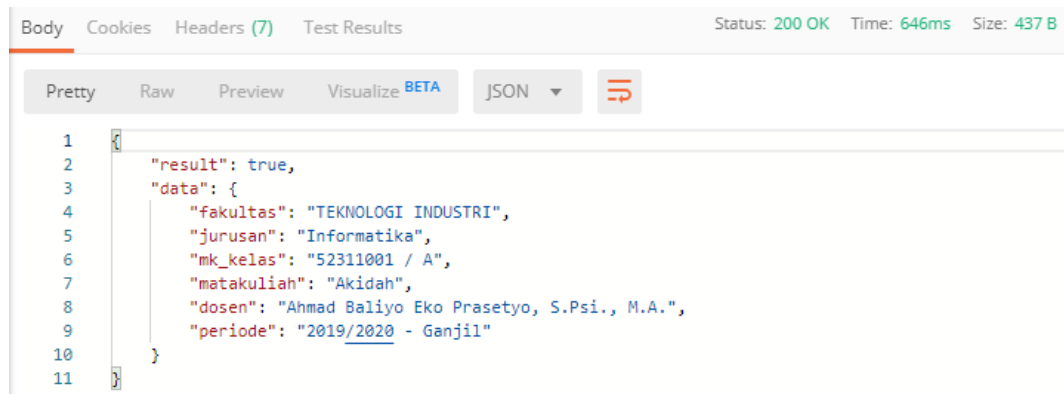 Body Cookies Headers (7) Test Results Status: 200 OK Time: 646ms Size: 437 B
Pretty Raw Preview Visualize BETA JSON
1 {
2 "result": true,
3 "data": {
4 "fakultas": "TEKNOLOGI INDUSTRI",
5 "jurusan": "Informatika",
6 "mk_kelas": "52311001 / A",
7 "matakuliah": "Akidah",
8 "dosen": "Ahmad Baliyo Eko Prasetyo, S.Psi., M.A.",
9 "periode": "2019/2020 - Ganjil"
10 }
11 }